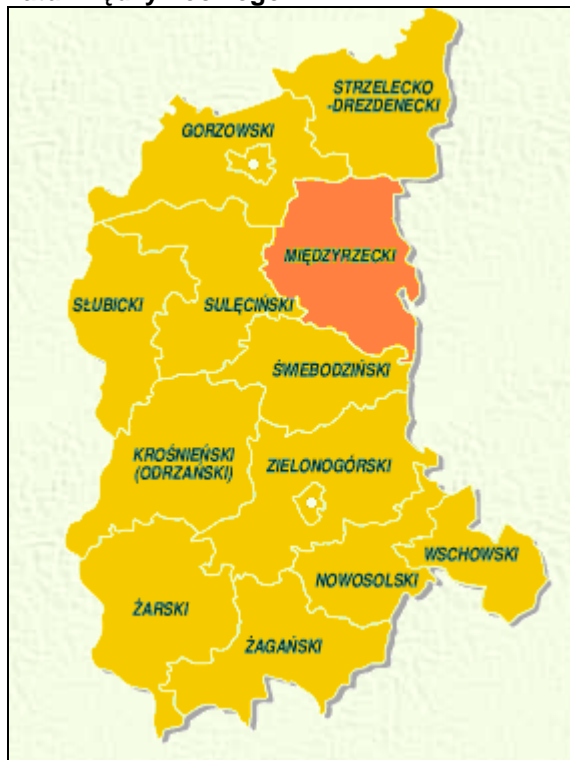 STRZELECKO
-DREZDENECKI
GORZOWSKI
MIĘDZYRZECKI
SŁUBICKI
SULĘCIŃSKI
ŚWIEBODZIŃSKI
KROŚNIEŃSKI
(ODRZAŃSKI)
ZIELONOGÓRSKI
WSCHOWSKI
NOWOSOLSKI
ŻARSKI
ŻAGAŃSKI